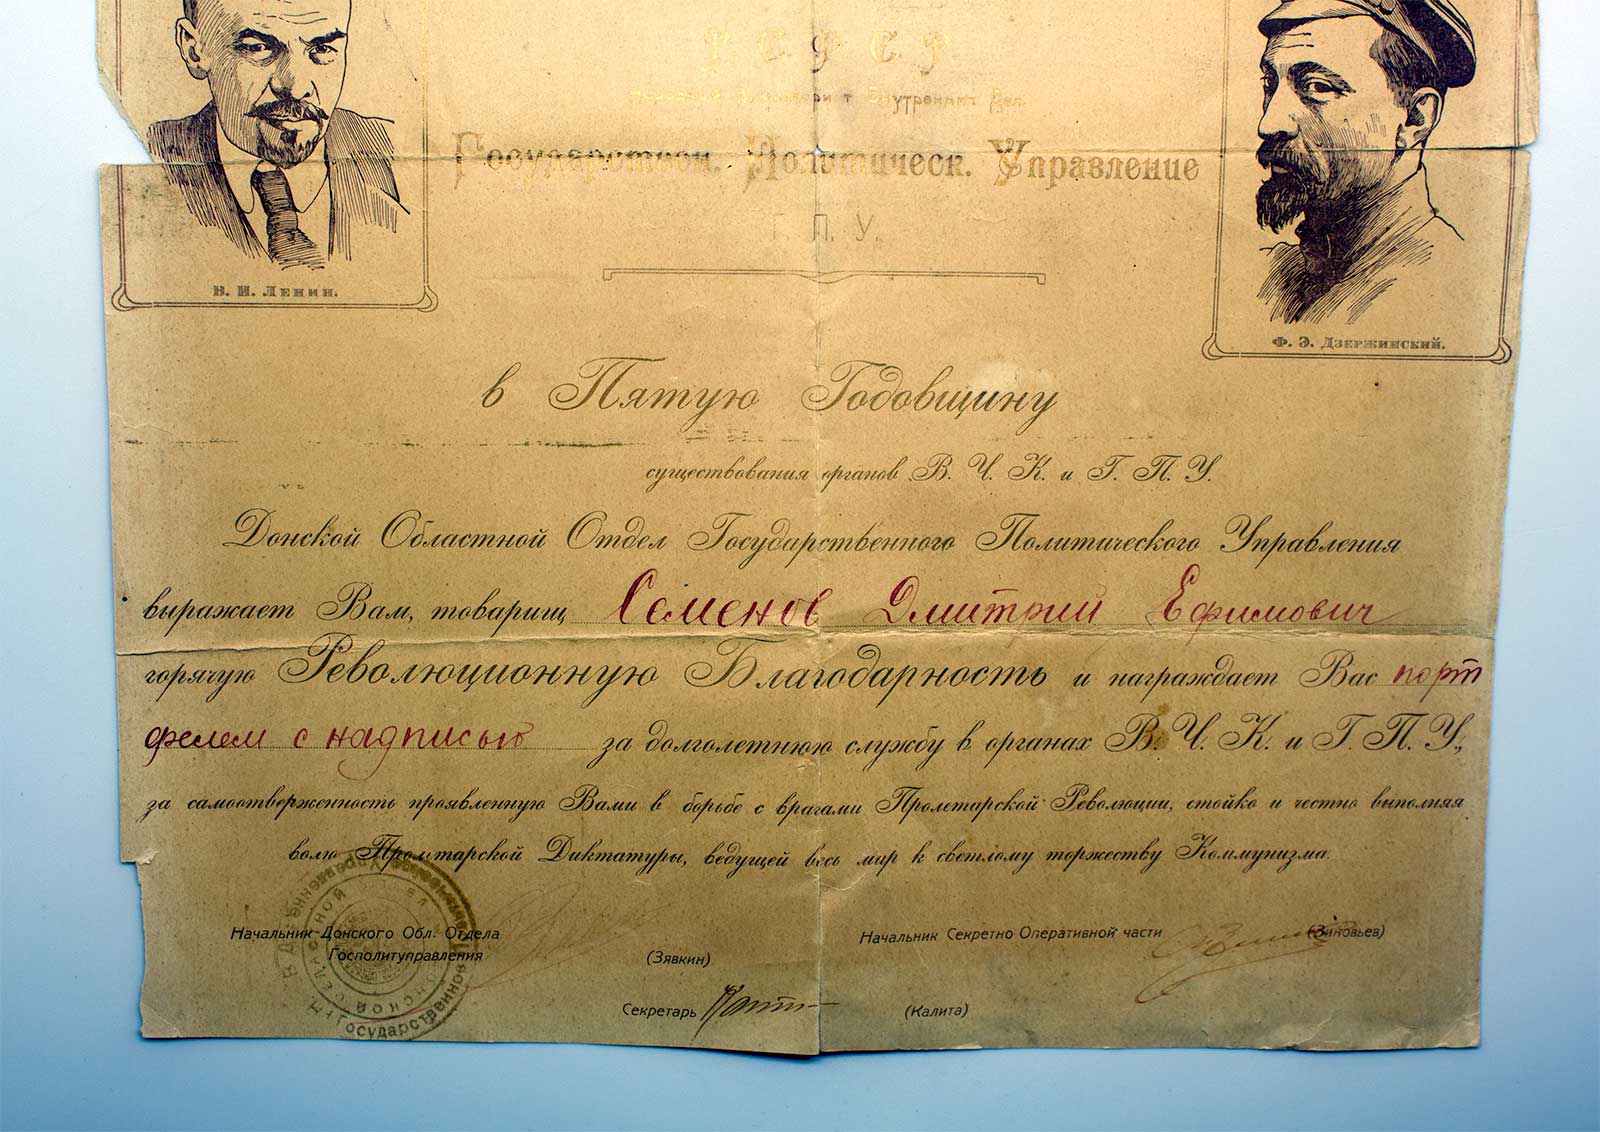 Р С Ф С Р
Внутренних Дел
Государствен. Политическ. Управление
Г. П. У.
В. И. Ленин.
Ф. Э. Дзержинский.
в Пятую Годовщину
существования органов В. Ч. К. и Г. П. У.
Донской Областной Отдел Государственного Политического Управления
выражает Вам, товарищ Семенов Дмитрий Ефимович
горячую Революционную Благодарность и награждает Вас порт
фелем с надписью за долголетнюю службу в органах В. Ч. К. и Г. П. У.,
за самоотверженность проявленную Вами в борьбе с врагами Пролетарской Революции, стойко и честно выполняя
волю Пролетарской Диктатуры, ведущей весь мир к светлому торжеству Коммунизма.
Начальник Донского Обл. Отдела
Госполитуправления
(Зявкин)
Начальник Секретно Оперативной части (Зиновьев)
Секретарь (Калита)
Государственное